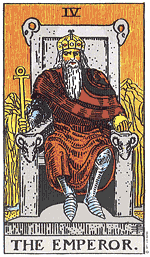 IV
THE EMPEROR.